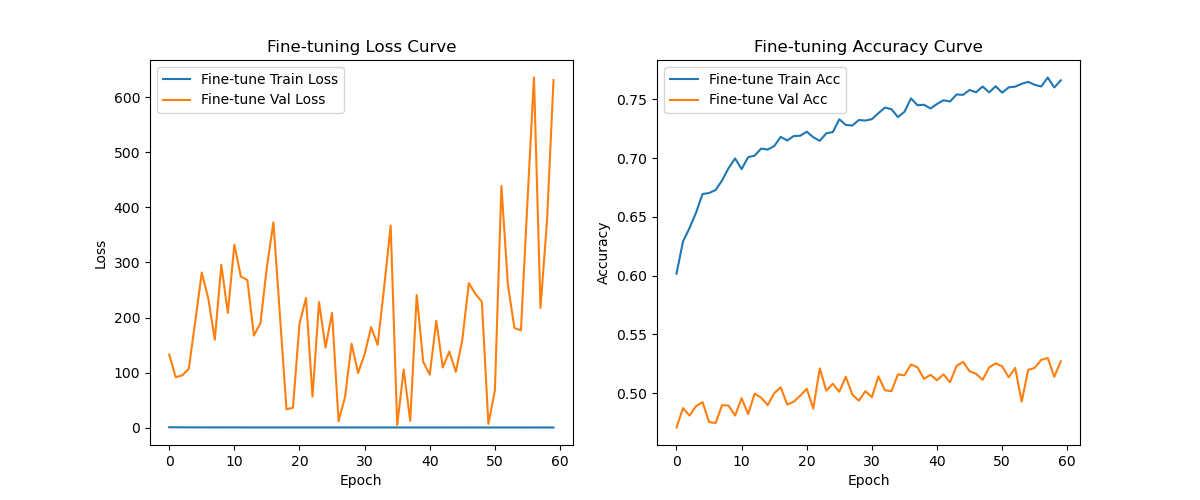 Fine-tuning Loss Curve
Fine-tune Train Loss
Fine-tune Val Loss
600
500
400
300
200
100
0
Loss
0 10 20 30 40 50 60
Epoch
Fine-tuning Accuracy Curve
Fine-tune Train Acc
Fine-tune Val Acc
0.75
0.70
0.65
0.60
0.55
0.50
Accuracy
0 10 20 30 40 50 60
Epoch